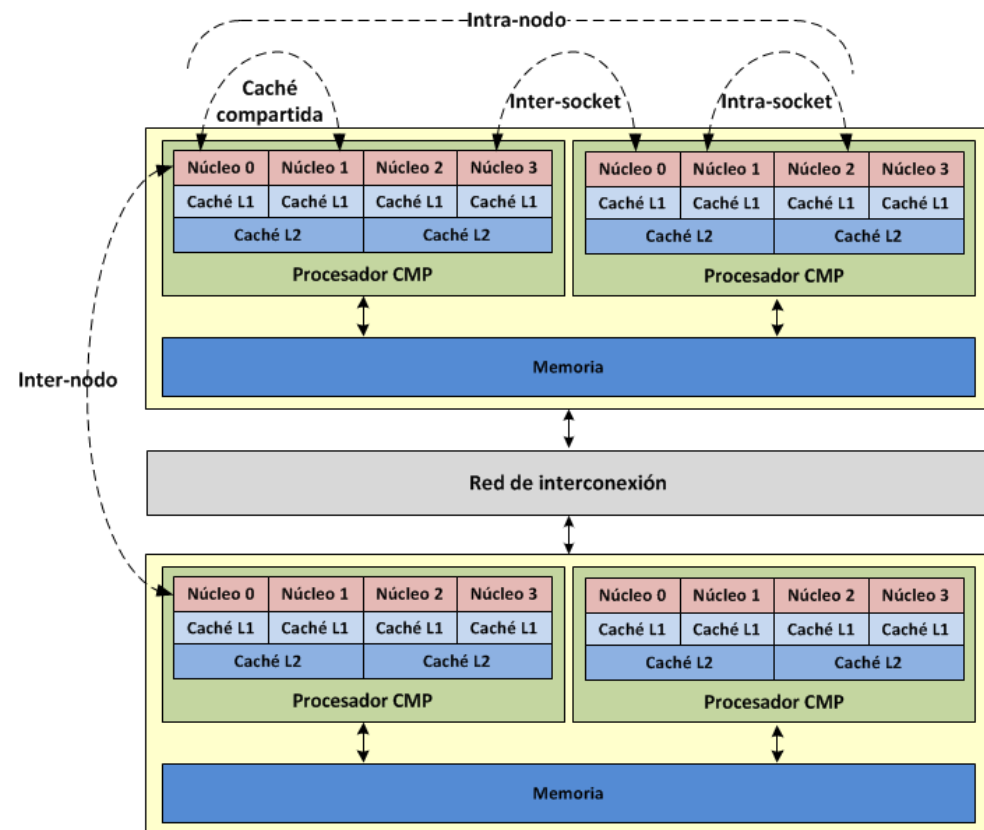 Intra-nodo
Caché
compartida
Inter-socket
Intra-socket
Núcleo 0 Núcleo 1 Núcleo 2 Núcleo 3
Caché L1 Caché L1 Caché L1 Caché L1
Caché L2 Caché L2
Procesador CMP
Núcleo 0 Núcleo 1 Núcleo 2 Núcleo 3
Caché L1 Caché L1 Caché L1 Caché L1
Caché L2 Caché L2
Procesador CMP
Memoria
Inter-nodo
Red de interconexión
Núcleo 0 Núcleo 1 Núcleo 2 Núcleo 3
Caché L1 Caché L1 Caché L1 Caché L1
Caché L2 Caché L2
Procesador CMP
Núcleo 0 Núcleo 1 Núcleo 2 Núcleo 3
Caché L1 Caché L1 Caché L1 Caché L1
Caché L2 Caché L2
Procesador CMP
Memoria